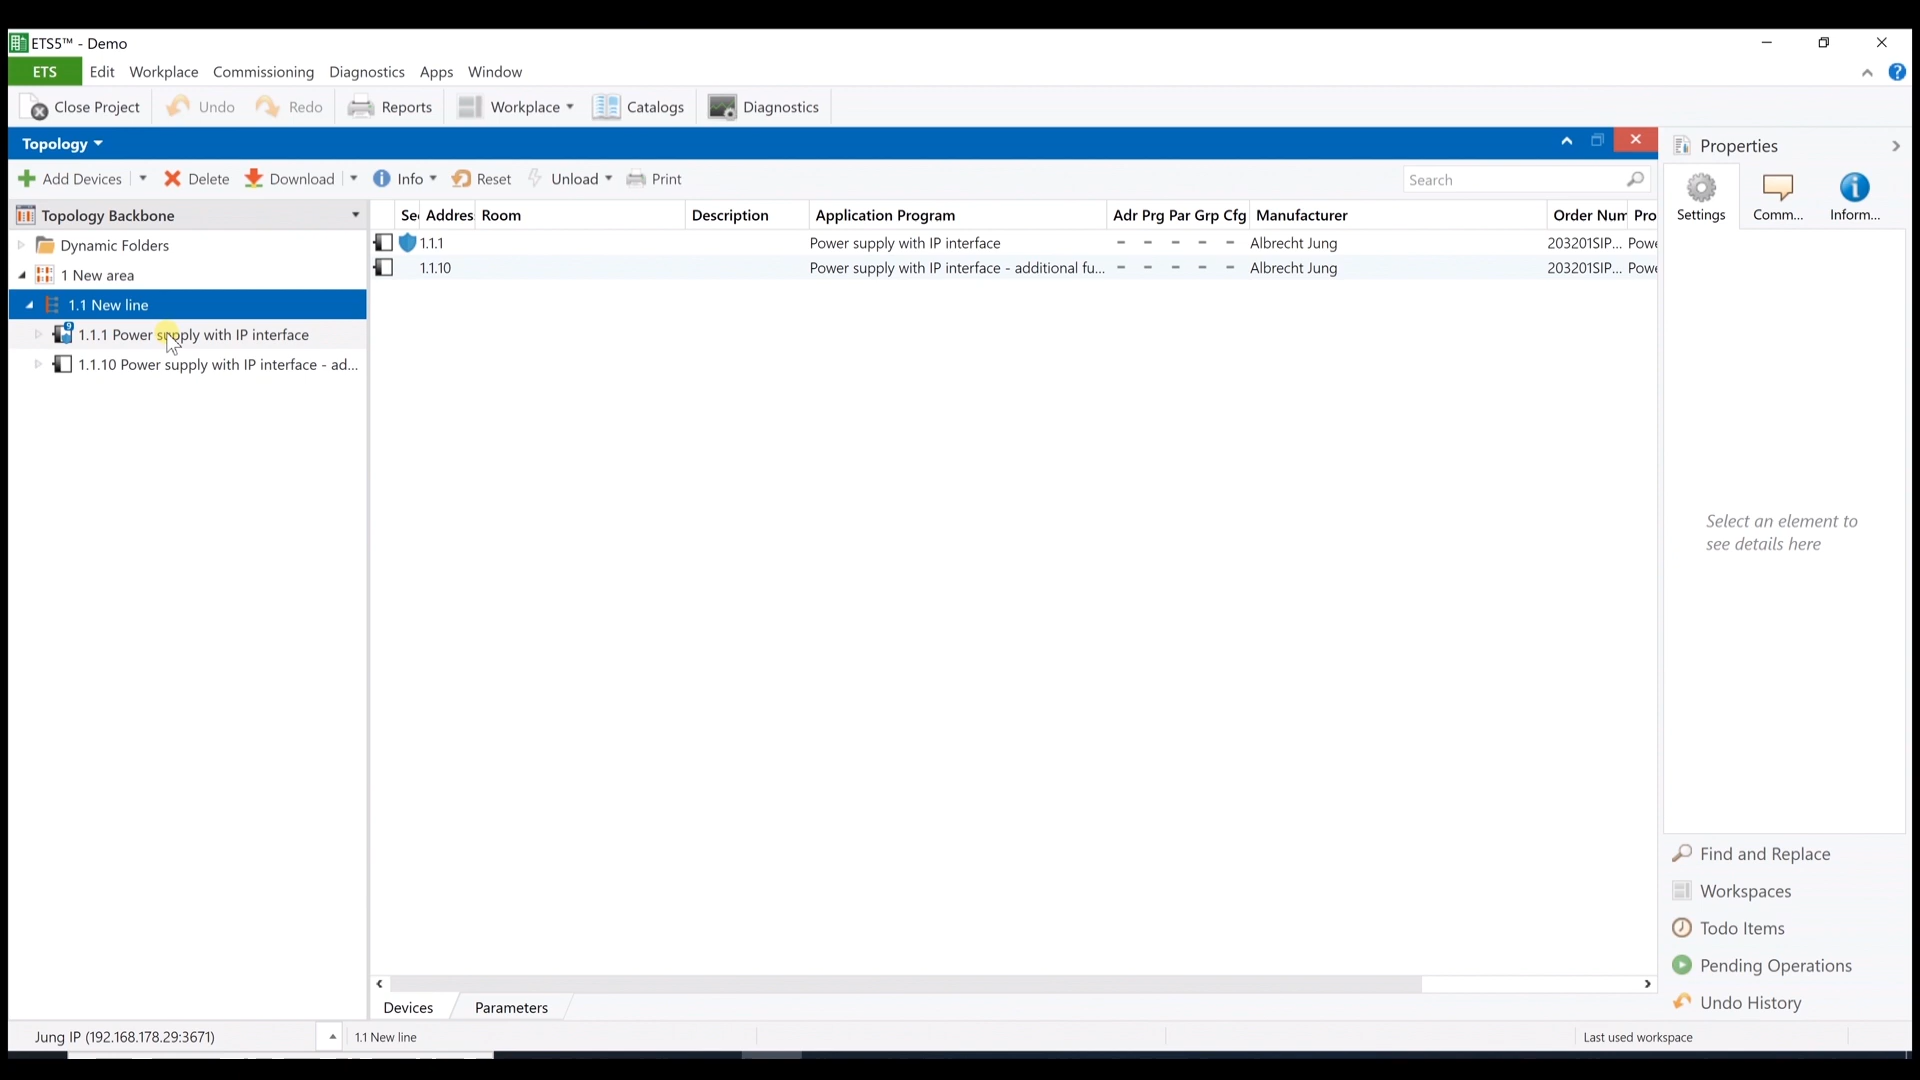 ETS5™ - Demo
ETS Edit Workplace Commissioning Diagnostics Apps Window
Close Project Undo Redo Reports Workplace Catalogs Diagnostics
Topology
Properties
Add Devices Delete Download Info Reset Unload Print Search
Settings Comm... Inform...
Topology Backbone
Se Addres Room Description Application Program Adr Prg Par Grp Cfg Manufacturer Order Num Pro
Dynamic Folders
1.1.1 Power supply with IP interface - - - - - Albrecht Jung 203201SIP... Powe
1.1.10 Power supply with IP interface - additional fu... - - - - - Albrecht Jung 203201SIP... Powe
1 New area
1.1 New line
1.1.1 Power supply with IP interface
1.1.10 Power supply with IP interface - ad...
Select an element to
see details here
Find and Replace
Workspaces
Todo Items
Pending Operations
Undo History
Devices Parameters
Jung IP (192.168.178.29:3671) 1.1 New line Last used workspace